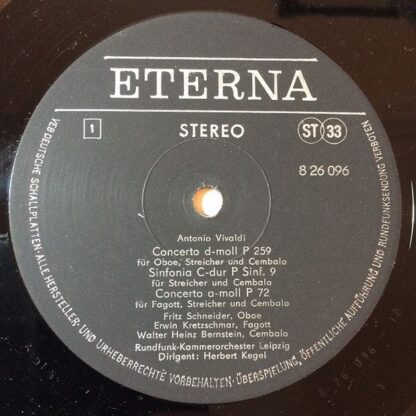 ETERNA
1
STEREO
ST 33
8 26 096
Antonio Vivaldi
Concerto d-moll P 259
für Oboe, Streicher und Cembalo
Sinfonia C-dur P Sinf. 9
für Streicher und Cembalo
Concerto a-moll P 72
für Fagott, Streicher und Cembalo
Fritz Schneider, Oboe
Erwin Kretzschmar, Fagott
Walter Heinz Bernstein, Cembalo
Rundfunk-Kammerorchester Leipzig
Dirigent: Herbert Kegel
VEB DEUTSCHE SCHALLPLATTEN·ALLE HERSTELLER- UND URHEBERRECHTE VORBEHALTEN·ÜBERSPIELUNG, ÖFFENTLICHE AUFFÜHRUNG UND RUNDFUNKSENDUNG VERBOTEN